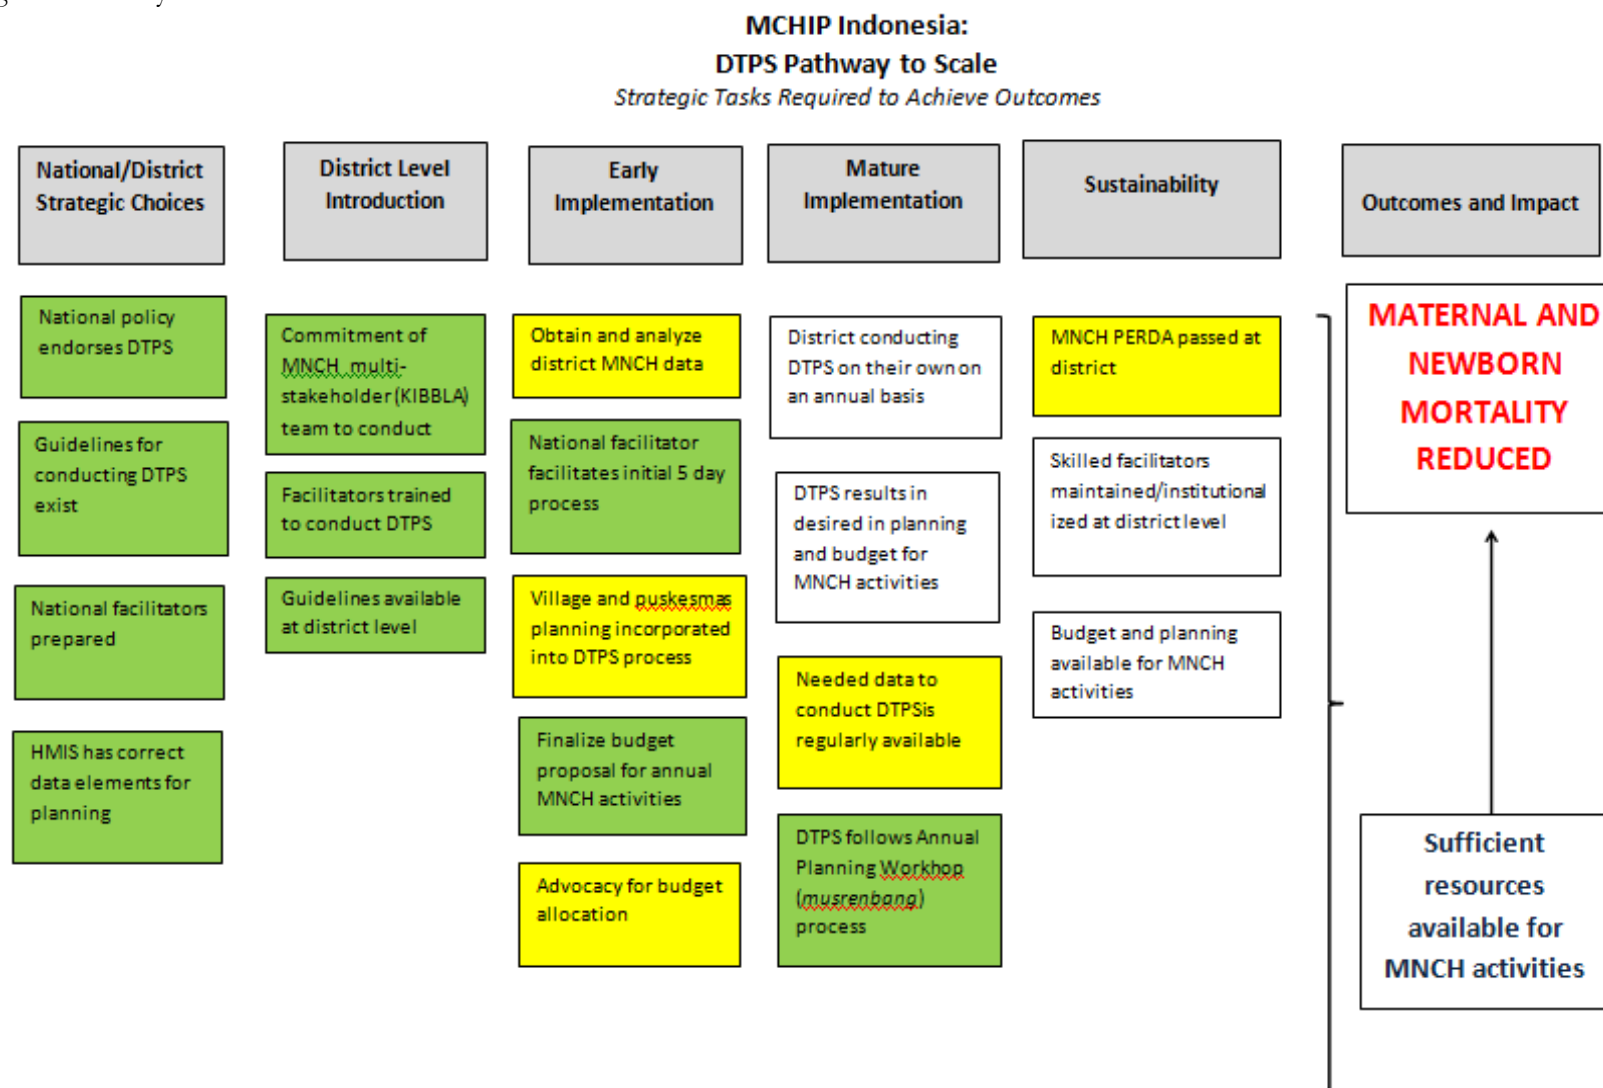 MCHIP Indonesia:
DTPS Pathway to Scale
Strategic Tasks Required to Achieve Outcomes
National/District
Strategic Choices
District Level
Introduction
Early
Implementation
Mature
Implementation
Sustainability
Outcomes and Impact
National policy
endorses DTPS
Guidelines for
conducting DTPS
exist
National facilitators
prepared
HMIS has correct
data elements for
planning
Commitment of
MNCH multi-
stakeholder (KIBBLA)
team to conduct
Facilitators trained
to conduct DTPS
Guidelines available
at district level
Obtain and analyze
district MNCH data
National facilitator
facilitates initial 5 day
process
Village and puskesmas
planning incorporated
into DTPS process
Finalize budget
proposal for annual
MNCH activities
Advocacy for budget
allocation
District conducting
DTPS on their own on
an annual basis
DTPS results in
desired in planning
and budget for
MNCH activities
Needed data to
conduct DTPSis
regularly available
DTPS follows Annual
Planning Workhop
(musrenbang)
process
MNCH PERDA passed at
district
Skilled facilitators
maintained/institutional
ized at district level
Budget and planning
available for MNCH
activities
MATERNAL AND
NEWBORN
MORTALITY
REDUCED
Sufficient
resources
available for
MNCH activities